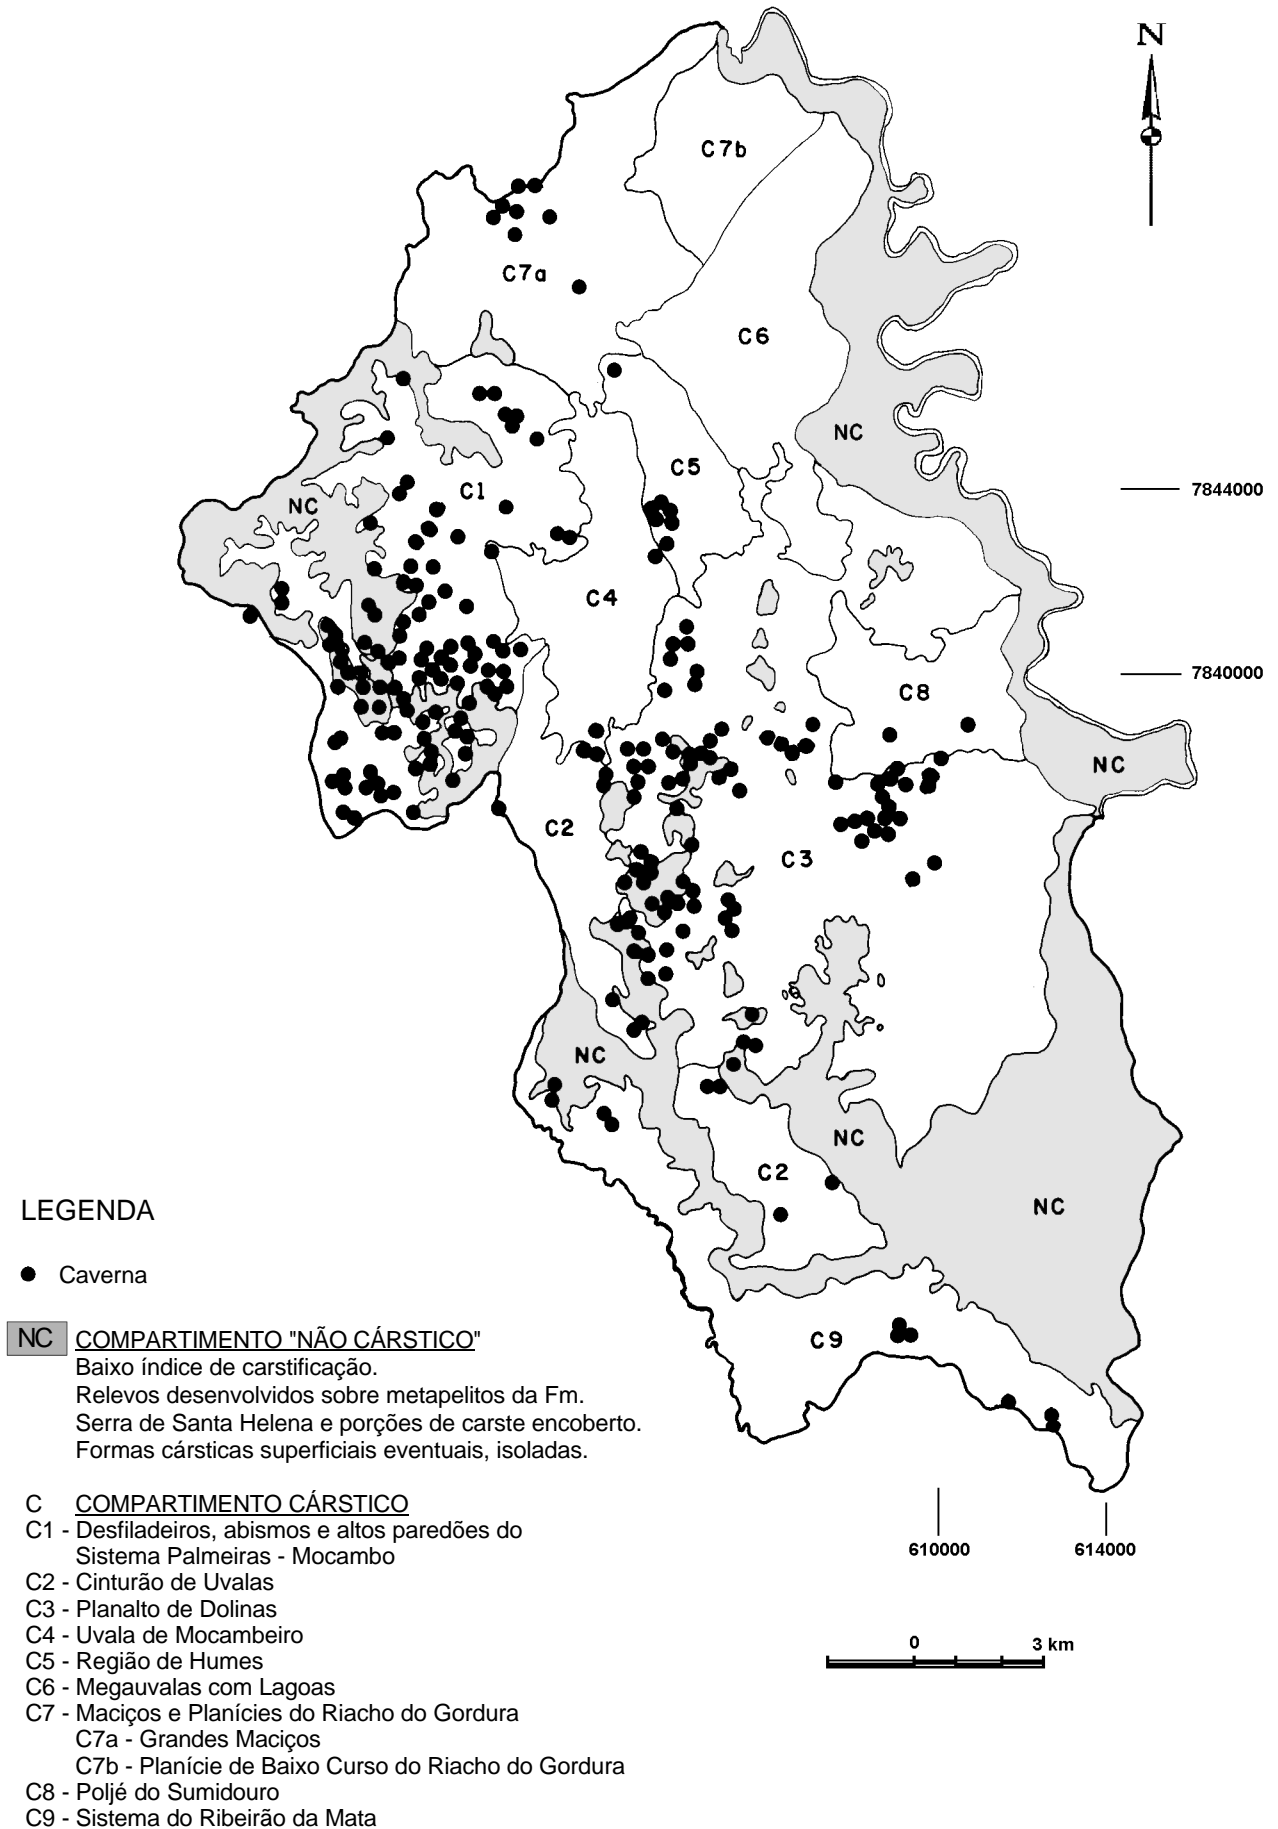 N
C7b
C7a
C6
NC
C5
7844000
C1
NC
C4
7840000
C8
NC
C2
C3
NC
NC
C2
NC
LEGENDA
Caverna
C9
NC COMPARTIMENTO "NÃO CÁRSTICO"
Baixo índice de carstificação.
Relevos desenvolvidos sobre metapelitos da Fm.
Serra de Santa Helena e porções de carste encoberto.
Formas cársticas superficiais eventuais, isoladas.
C COMPARTIMENTO CÁRSTICO
C1 - Desfiladeiros, abismos e altos paredões do
Sistema Palmeiras - Mocambo
C2 - Cinturão de Uvalas
C3 - Planalto de Dolinas
C4 - Uvala de Mocambeiro
C5 - Região de Humes
C6 - Megauvalas com Lagoas
C7 - Maciços e Planícies do Riacho do Gordura
C7a - Grandes Maciços
C7b - Planície de Baixo Curso do Riacho do Gordura
C8 - Poljé do Sumidouro
C9 - Sistema do Ribeirão da Mata
610000 614000
0 3 km